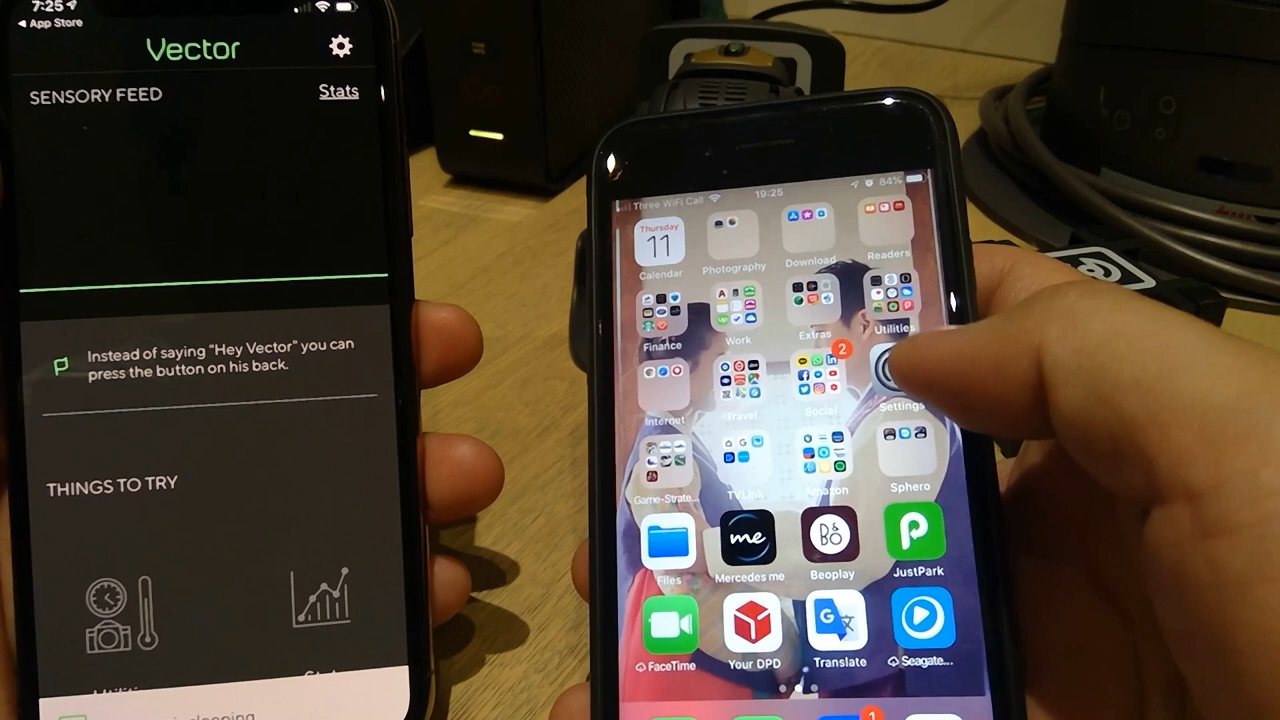 7:25
App Store
Vector
SENSORY FEED
Stats
Instead of saying "Hey Vector" you can
press the button on his back.
THINGS TO TRY
sleeping
Three WiFi Call
19:25
84%
Thursday
11
Calendar
Photography
Download
Readers
Finance
Work
Extras
Utilities
2
Internet
Travel
Social
Settings
Game-Strate...
TVLink
Amazon
Sphero
me
B&O
Files
Mercedes me
Beoplay
JustPark
FaceTime
Your DPD
Translate
Seagate...
1